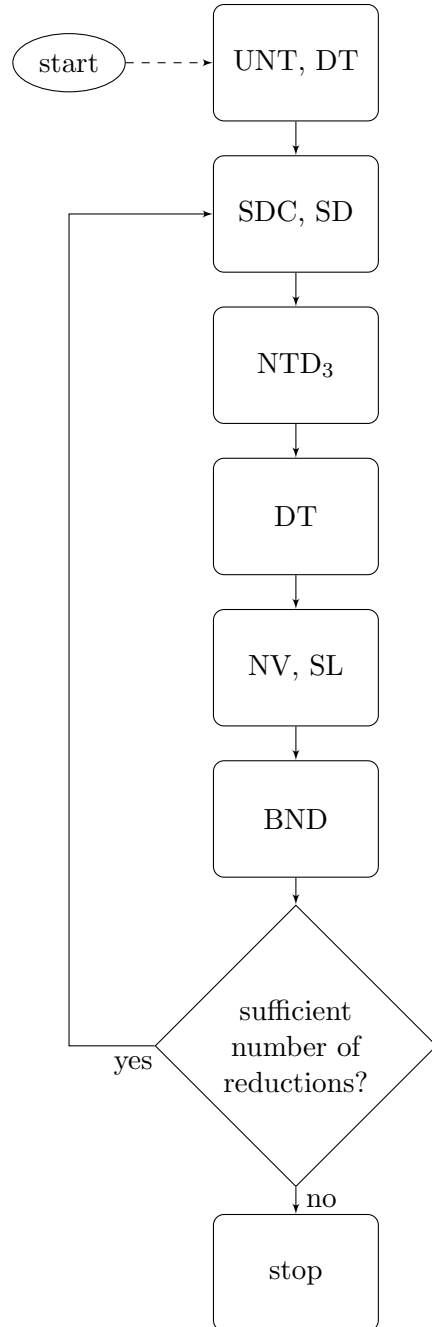 start
UNT, DT
SDC, SD
NTD₃
DT
NV, SL
BND
sufficient
number of
reductions?
yes
no
stop